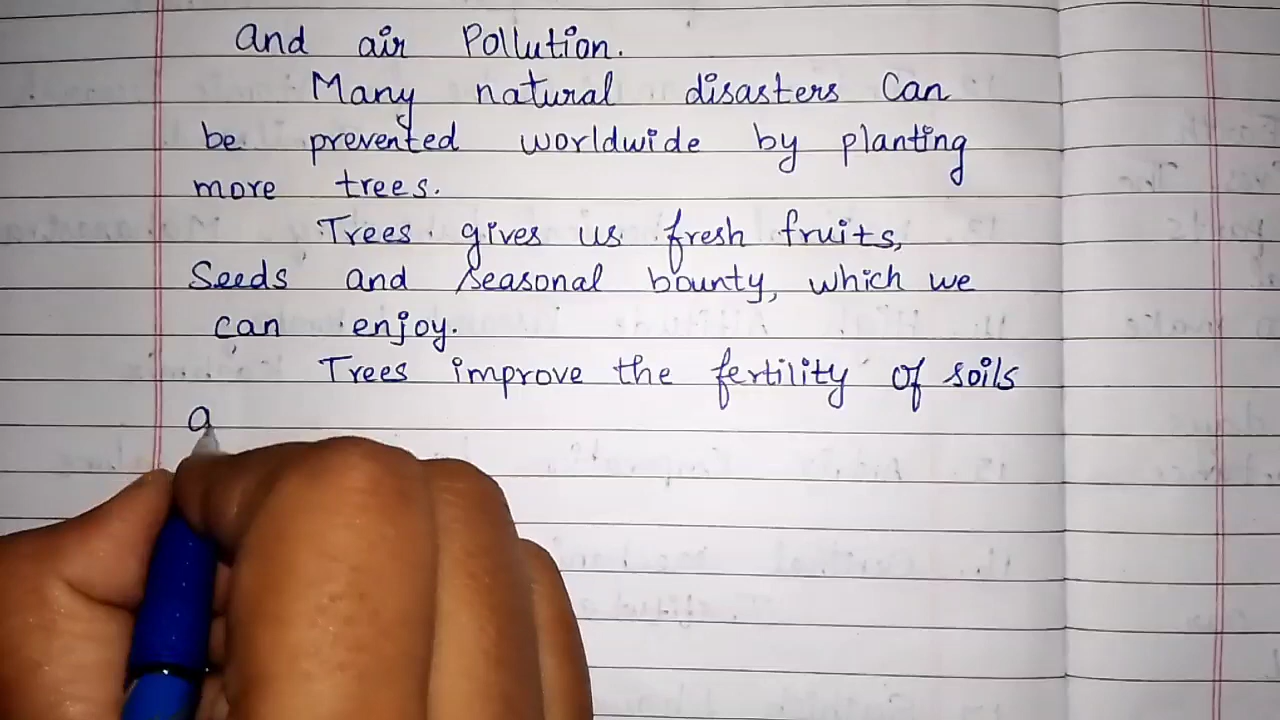 and air Pollution.
Many natural disasters Can
be prevented worldwide by planting
more trees.
Trees gives us fresh fruits,
Seeds and seasonal bounty, which we
can enjoy.
Trees improve the fertility of soils
a